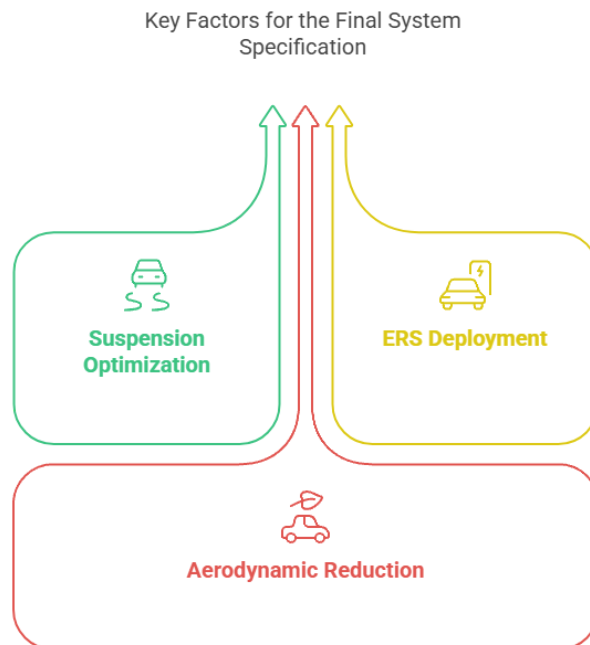 Key Factors for the Final System
Specification
Suspension
Optimization
ERS Deployment
Aerodynamic Reduction